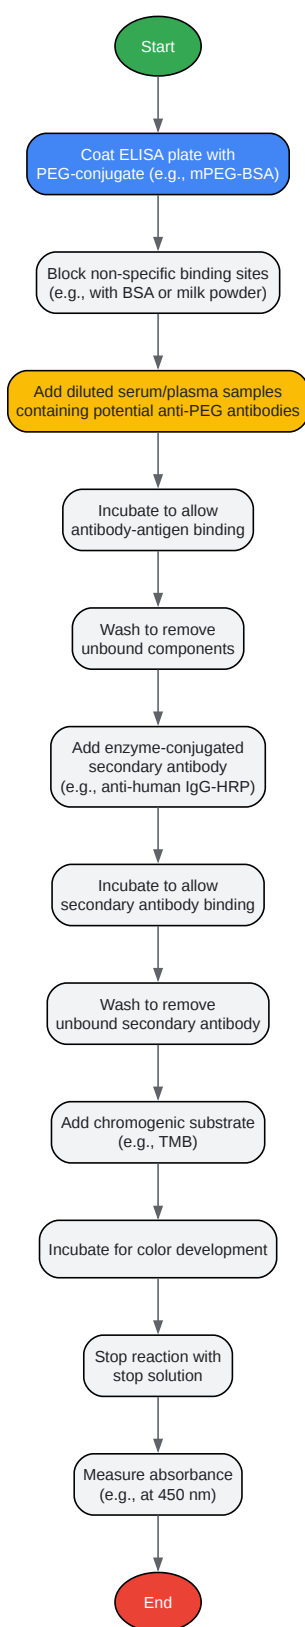 Start
Coat ELISA plate with
PEG-conjugate (e.g., mPEG-BSA)
Block non-specific binding sites
(e.g., with BSA or milk powder)
Add diluted serum/plasma samples
containing potential anti-PEG antibodies
Incubate to allow
antibody-antigen binding
Wash to remove
unbound components
Add enzyme-conjugated
secondary antibody
(e.g., anti-human IgG-HRP)
Incubate to allow
secondary antibody binding
Wash to remove
unbound secondary antibody
Add chromogenic substrate
(e.g., TMB)
Incubate for color development
Stop reaction with
stop solution
Measure absorbance
(e.g., at 450 nm)
End